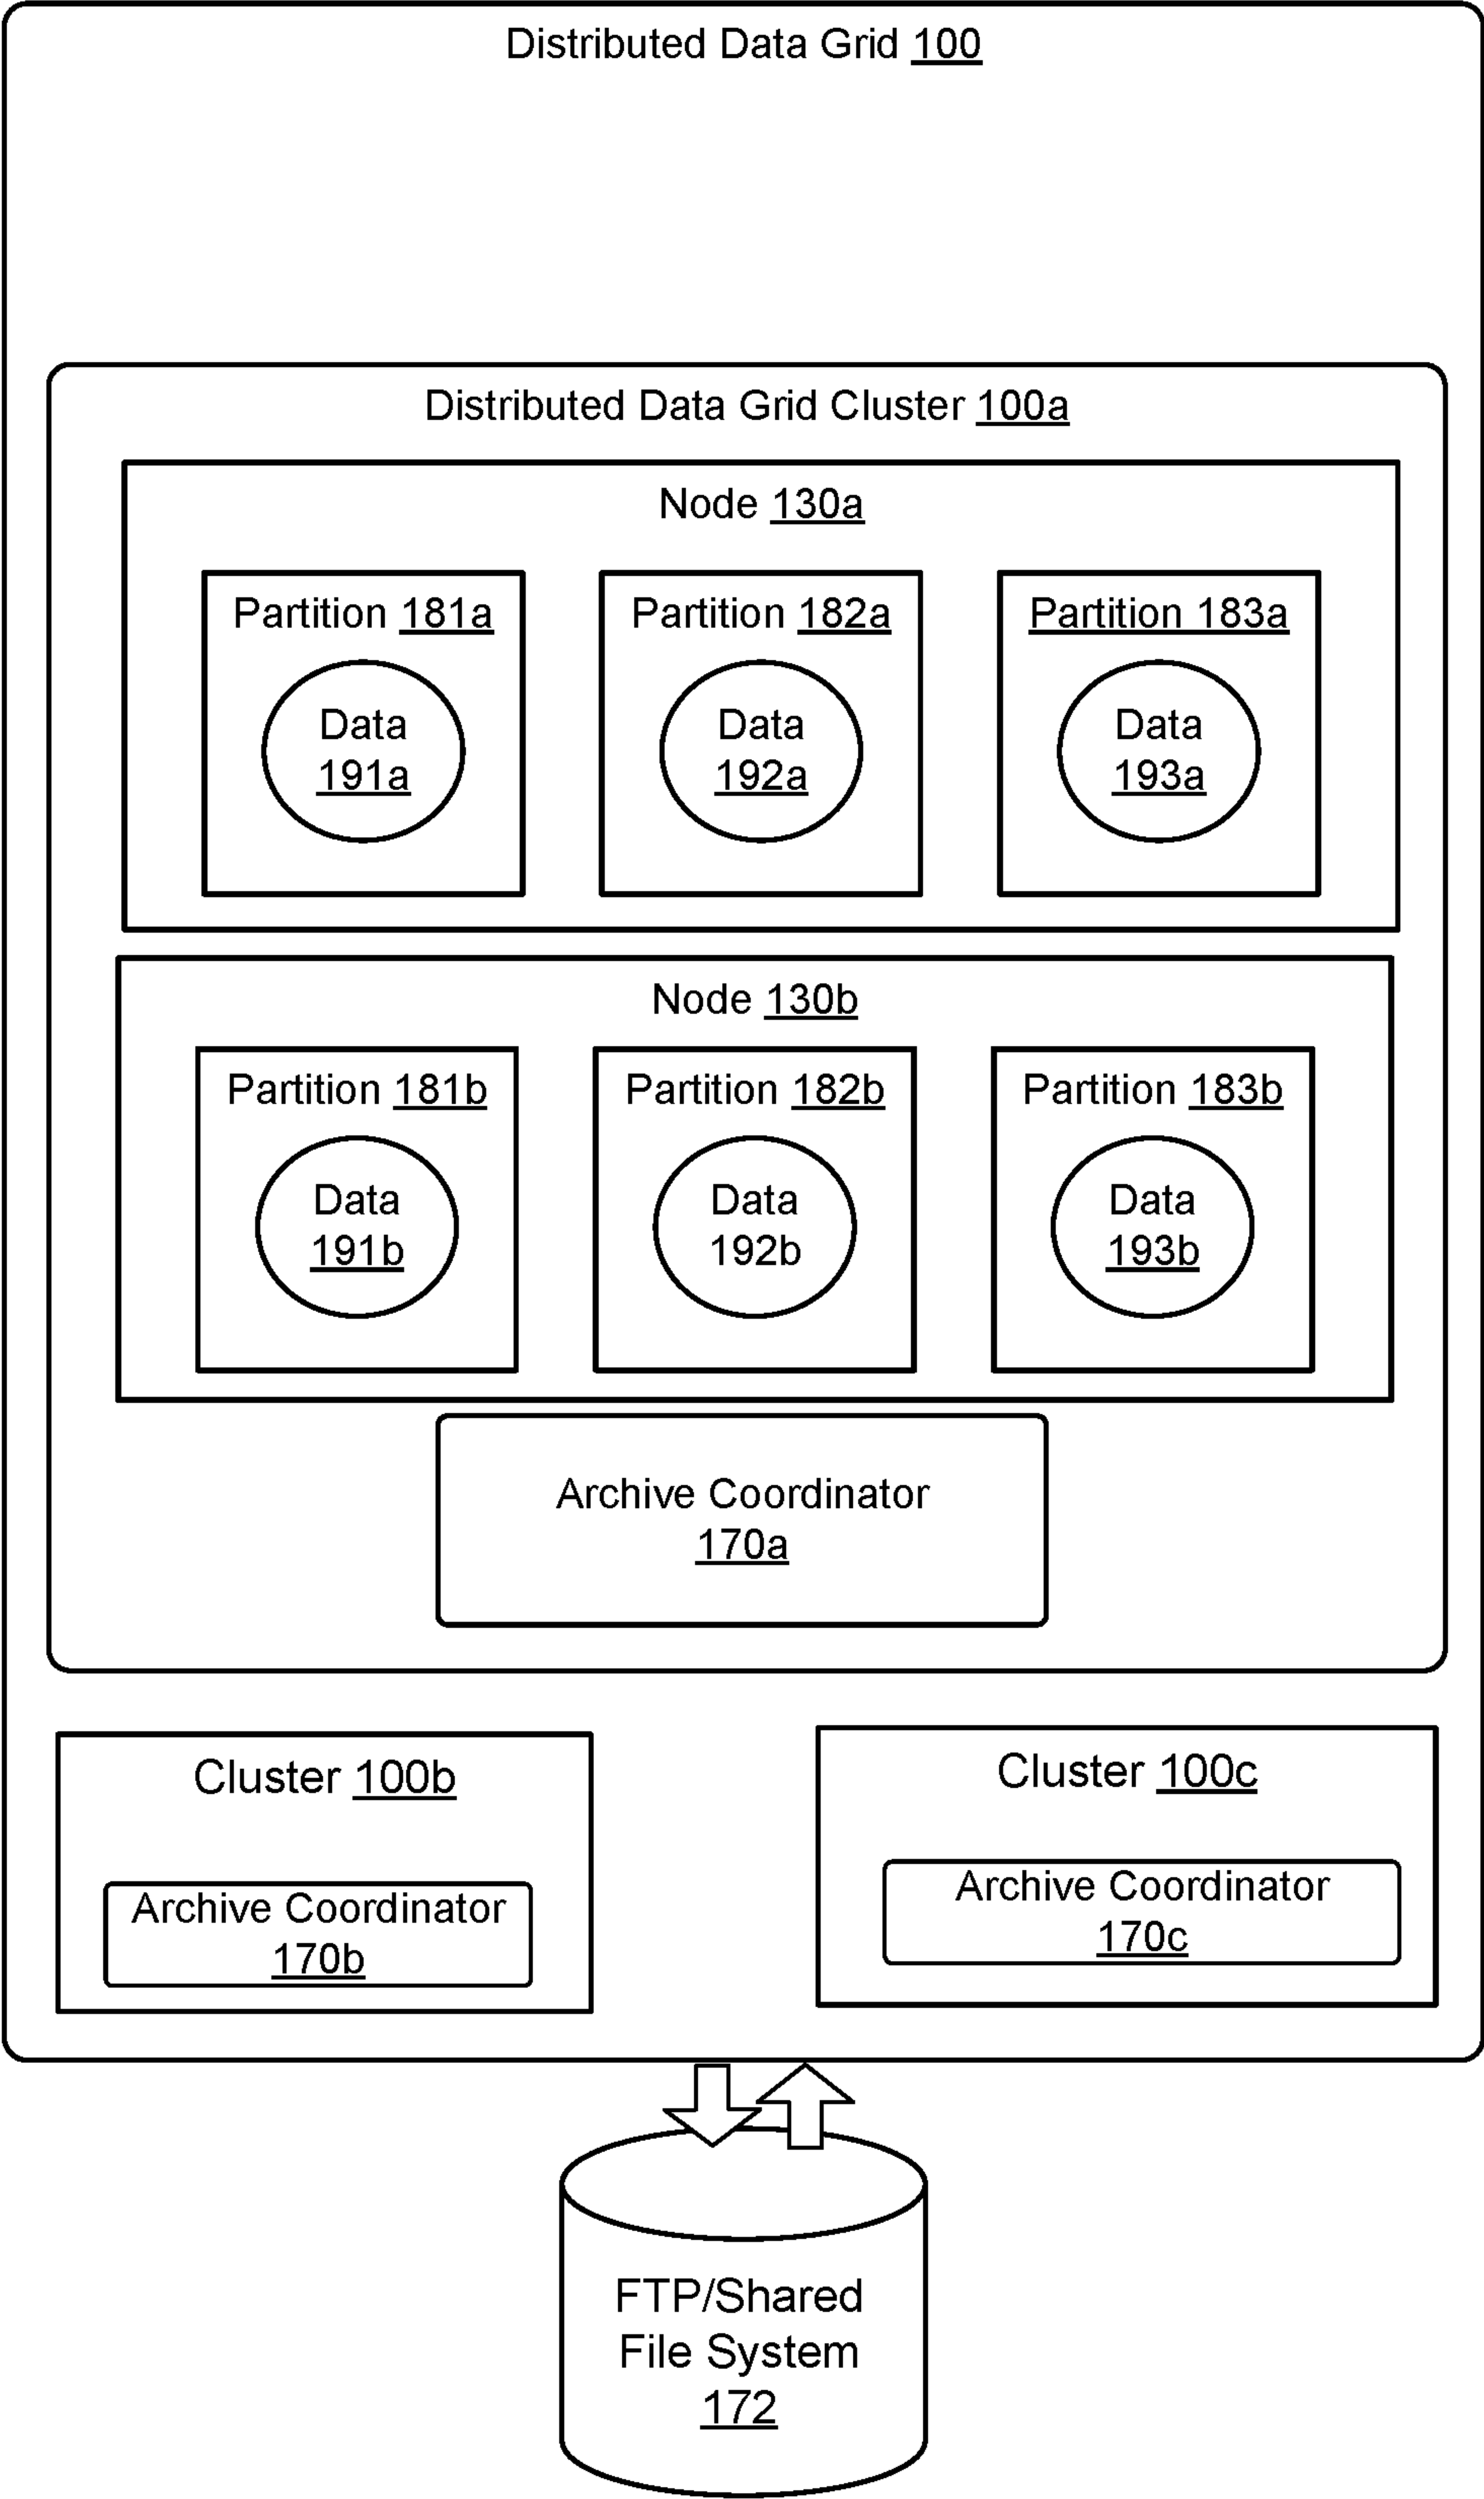 Distributed Data Grid 100
Distributed Data Grid Cluster 100a
Node 130a
Partition 181a
Data
191a
Partition 182a
Data
192a
Partition 183a
Data
193a
Node 130b
Partition 181b
Data
191b
Partition 182b
Data
192b
Partition 183b
Data
193b
Archive Coordinator
170a
Cluster 100b
Archive Coordinator
170b
Cluster 100c
Archive Coordinator
170c
FTP/Shared
File System
172